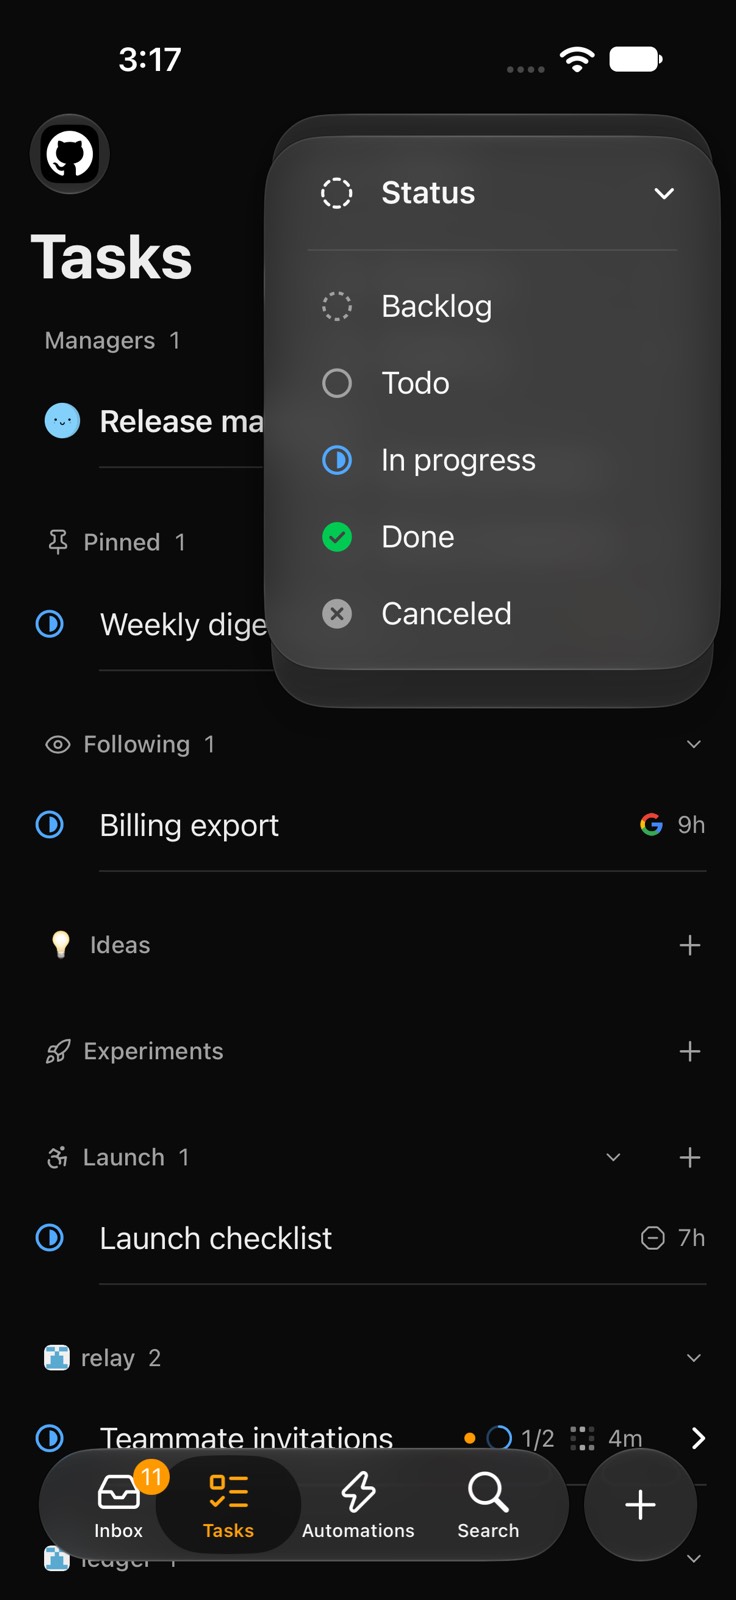 3:17
Status
Tasks
Backlog
Managers 1
Todo
Release ma
In progress
Pinned 1
Done
Weekly dige
Canceled
Following 1
Billing export
9h
Ideas
Experiments
Launch 1
Launch checklist
7h
relay 2
Teammate invitations
1/2
4m
11
Inbox
Tasks
Automations
Search
ledger 1